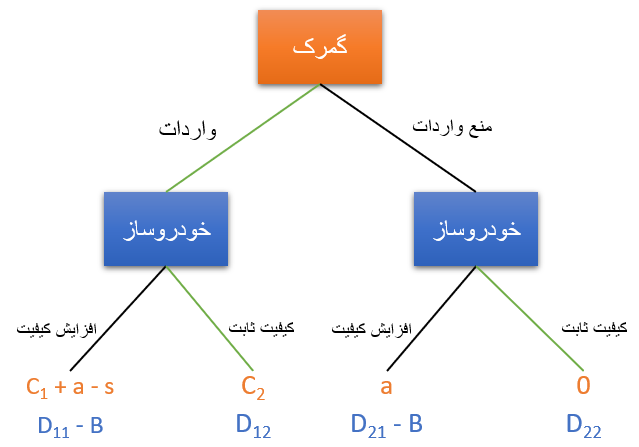 گمرک
واردات
منع واردات
خودروساز
خودروساز
افزایش کیفیت
کیفیت ثابت
افزایش کیفیت
کیفیت ثابت
C₁ + a - s
C₂
a
0
D₁₁ - B
D₁₂
D₂₁ - B
D₂₂